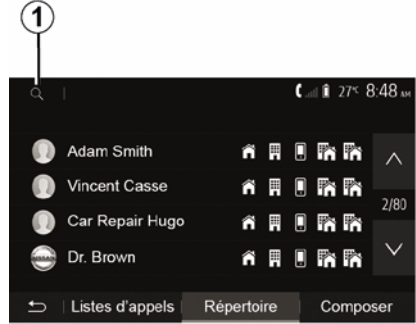 1
27°c 8:48 AM
Adam Smith
Vincent Casse
Car Repair Hugo
2/80
Dr. Brown
Listes d'appels Répertoire Composer